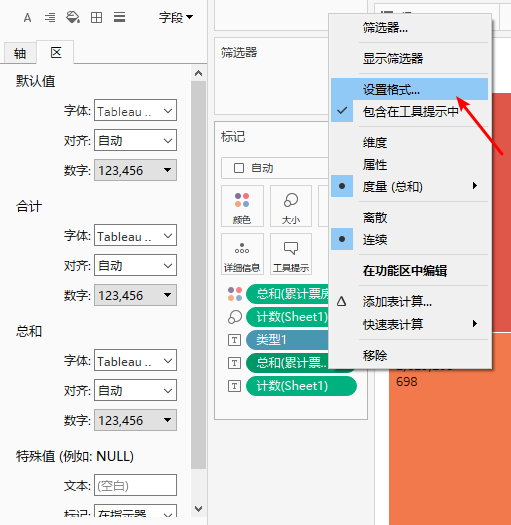 A
字段
轴
区
默认值
字体: Tableau ..
对齐: 自动
数字: 123,456
合计
字体: Tableau ..
对齐: 自动
数字: 123,456
总和
字体: Tableau ..
对齐: 自动
数字: 123,456
特殊值 (例如: NULL)
文本: (空白)
标记: 在指示器
筛选器
标记
自动
颜色
大小
详细信息
工具提示
总和(累计票房
计数(Sheet1)
T 类型1
T 总和(累计票...
T 计数(Sheet1)
筛选器...
显示筛选器
设置格式...
包含在工具提示中
维度
属性
度量 (总和)
离散
连续
在功能区中编辑
添加表计算...
快速表计算
移除
698